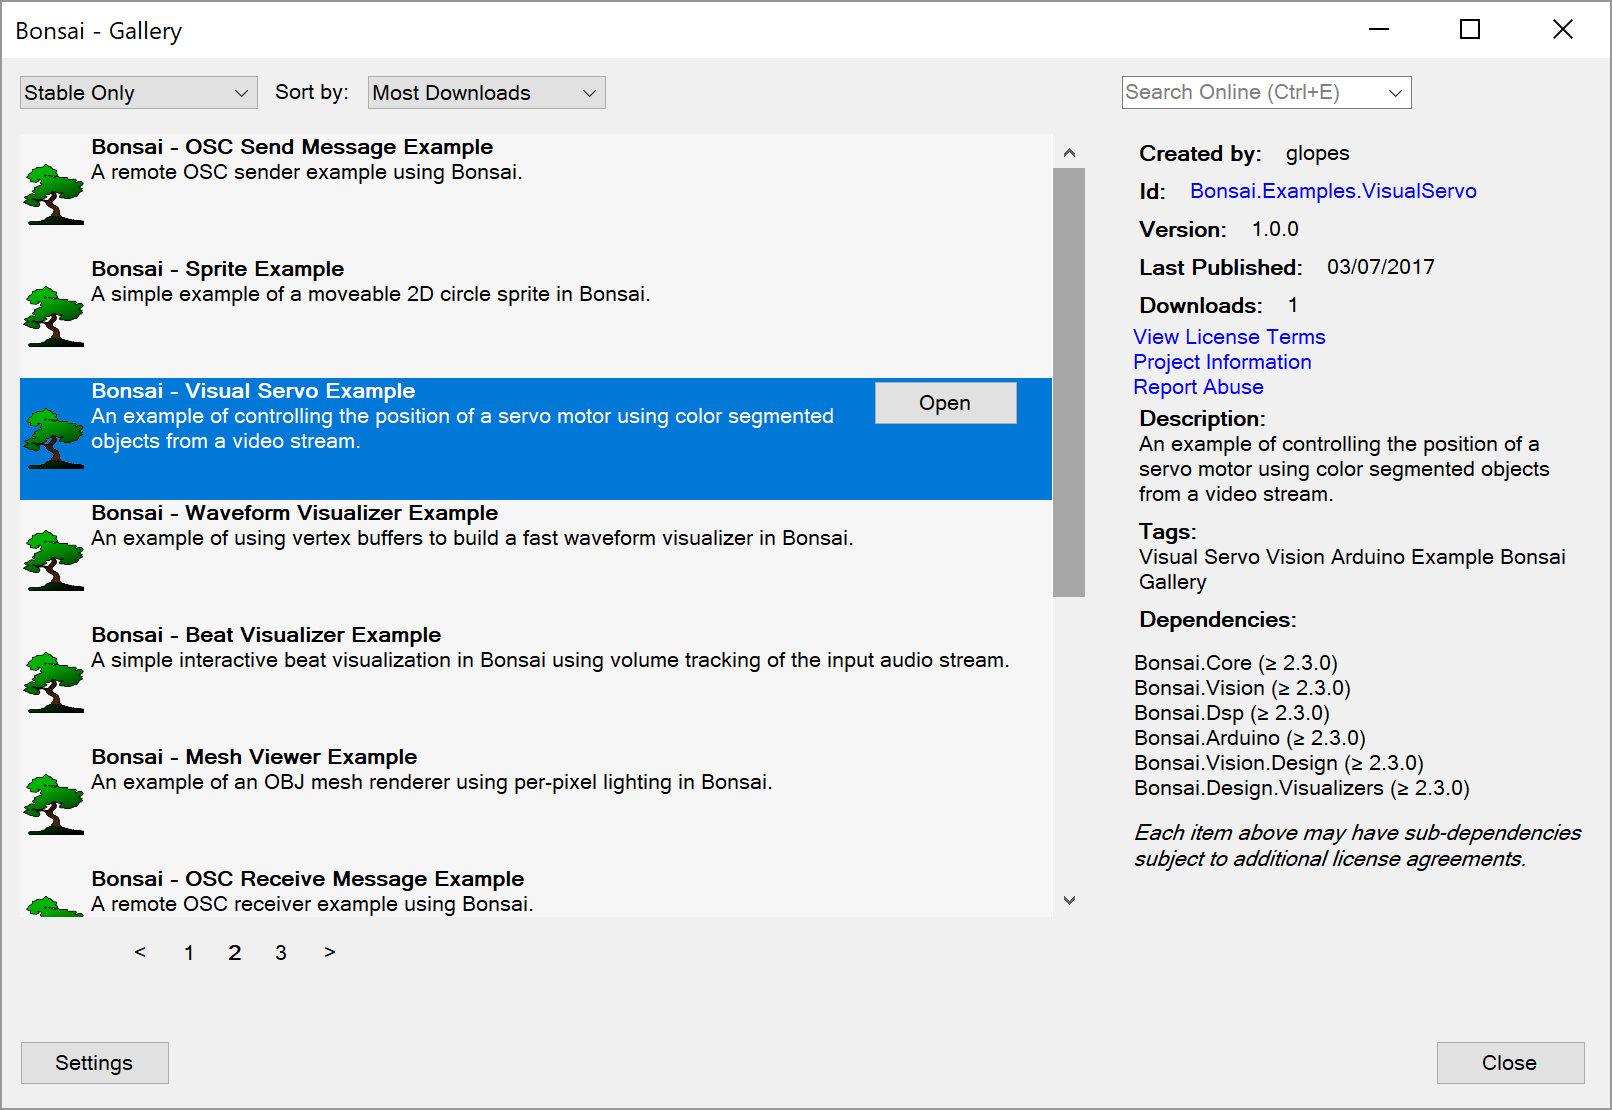 Bonsai - Gallery
Stable Only
Sort by:
Most Downloads
Search Online (Ctrl+E)
Bonsai - OSC Send Message Example
A remote OSC sender example using Bonsai.
Bonsai - Sprite Example
A simple example of a moveable 2D circle sprite in Bonsai.
Bonsai - Visual Servo Example
An example of controlling the position of a servo motor using color segmented
objects from a video stream.
Open
Bonsai - Waveform Visualizer Example
An example of using vertex buffers to build a fast waveform visualizer in Bonsai.
Bonsai - Beat Visualizer Example
A simple interactive beat visualization in Bonsai using volume tracking of the input audio stream.
Bonsai - Mesh Viewer Example
An example of an OBJ mesh renderer using per-pixel lighting in Bonsai.
Bonsai - OSC Receive Message Example
A remote OSC receiver example using Bonsai.
< 1 2 3 >
Created by: glopes
Id: Bonsai.Examples.VisualServo
Version: 1.0.0
Last Published: 03/07/2017
Downloads: 1
View License Terms
Project Information
Report Abuse
Description:
An example of controlling the position of a
servo motor using color segmented objects
from a video stream.
Tags:
Visual Servo Vision Arduino Example Bonsai
Gallery
Dependencies:
Bonsai.Core (≥ 2.3.0)
Bonsai.Vision (≥ 2.3.0)
Bonsai.Dsp (≥ 2.3.0)
Bonsai.Arduino (≥ 2.3.0)
Bonsai.Vision.Design (≥ 2.3.0)
Bonsai.Design.Visualizers (≥ 2.3.0)
Each item above may have sub-dependencies
subject to additional license agreements.
Settings
Close